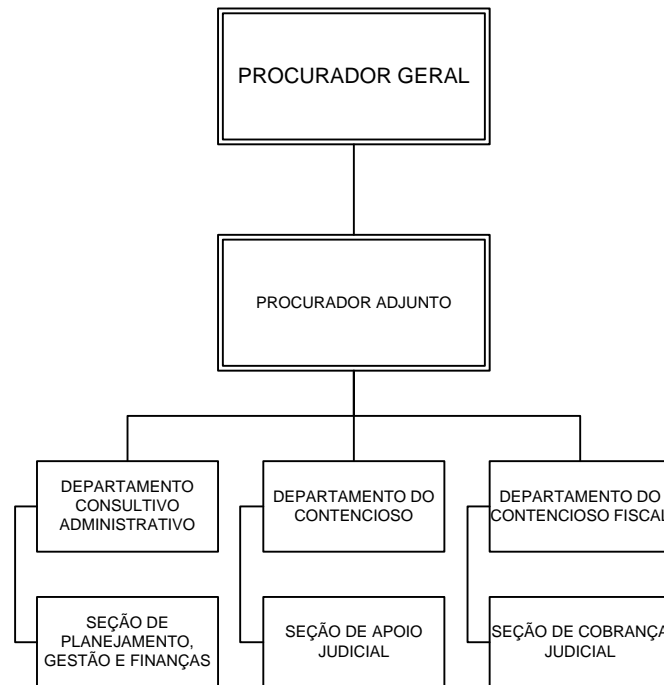 PROCURADOR GERAL
PROCURADOR ADJUNTO
DEPARTAMENTO
CONSULTIVO
ADMINISTRATIVO
DEPARTAMENTO DO
CONTENCIOSO
DEPARTAMENTO DO
CONTENCIOSO FISCAL
SEÇÃO DE
PLANEJAMENTO,
GESTÃO E FINANÇAS
SEÇÃO DE APOIO
JUDICIAL
SEÇÃO DE COBRANÇA
JUDICIAL